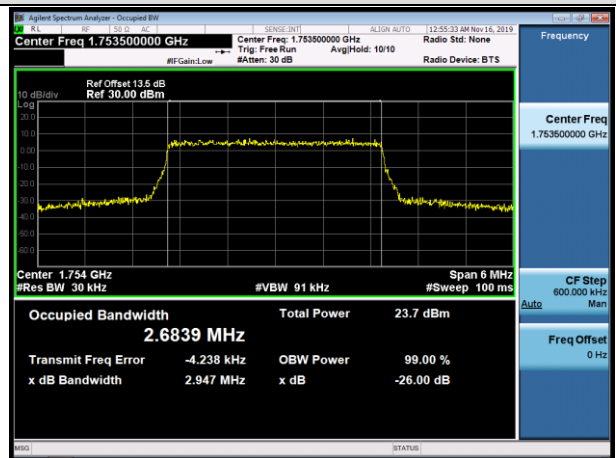 Agilent Spectrum Analyzer - Occupied BW
RL RF 50 Ω AC SENSE:INT ALIGN AUTO 12:55:33 AM Nov 16, 2019
Center Freq 1.753500000 GHz Center Freq: 1.753500000 GHz Radio Std: None Frequency
Trig: Free Run Avg|Hold: 10/10
#IFGain:Low #Atten: 30 dB Radio Device: BTS
Ref Offset 13.5 dB
10 dB/div Ref 30.00 dBm
Log
20.0
10.0
0.00
-10.0
-20.0
-30.0
-40.0
-50.0
-60.0
Center Freq
1.753500000 GHz
Center 1.754 GHz Span 6 MHz
#Res BW 30 kHz #VBW 91 kHz #Sweep 100 ms
CF Step
600.000 kHz
Auto Man
Occupied Bandwidth Total Power 23.7 dBm
2.6839 MHz
Transmit Freq Error -4.238 kHz OBW Power 99.00 %
x dB Bandwidth 2.947 MHz x dB -26.00 dB
Freq Offset
0 Hz
MSG STATUS